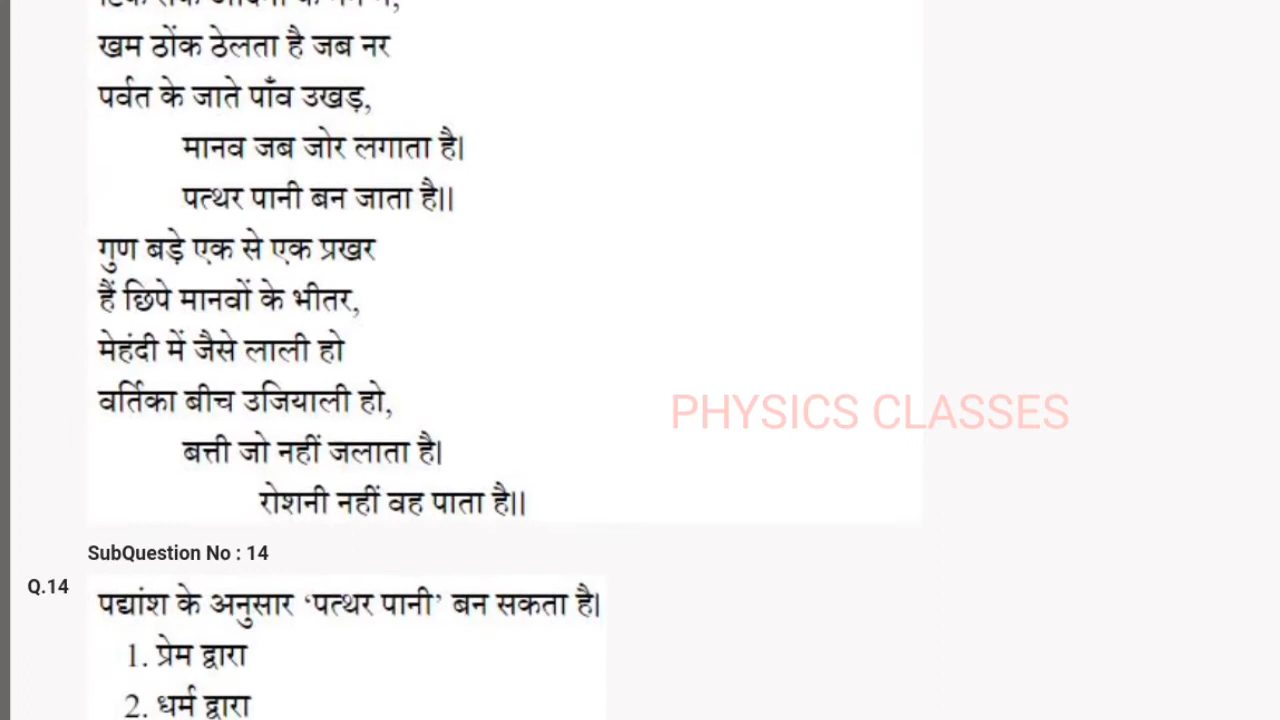 खम ठोंक ठेलता है जब नर
पर्वत के जाते पाँव उखड़,
मानव जब जोर लगाता है।
पत्थर पानी बन जाता है॥
गुण बड़े एक से एक प्रखर
हैं छिपे मानवों के भीतर,
मेहंदी में जैसे लाली हो
वर्तिका बीच उजियाली हो,
PHYSICS CLASSES
बत्ती जो नहीं जलाता है।
रोशनी नहीं वह पाता है॥
SubQuestion No : 14
Q.14
पद्यांश के अनुसार ‘पत्थर पानी’ बन सकता है।
1. प्रेम द्वारा
2. धर्म द्वारा